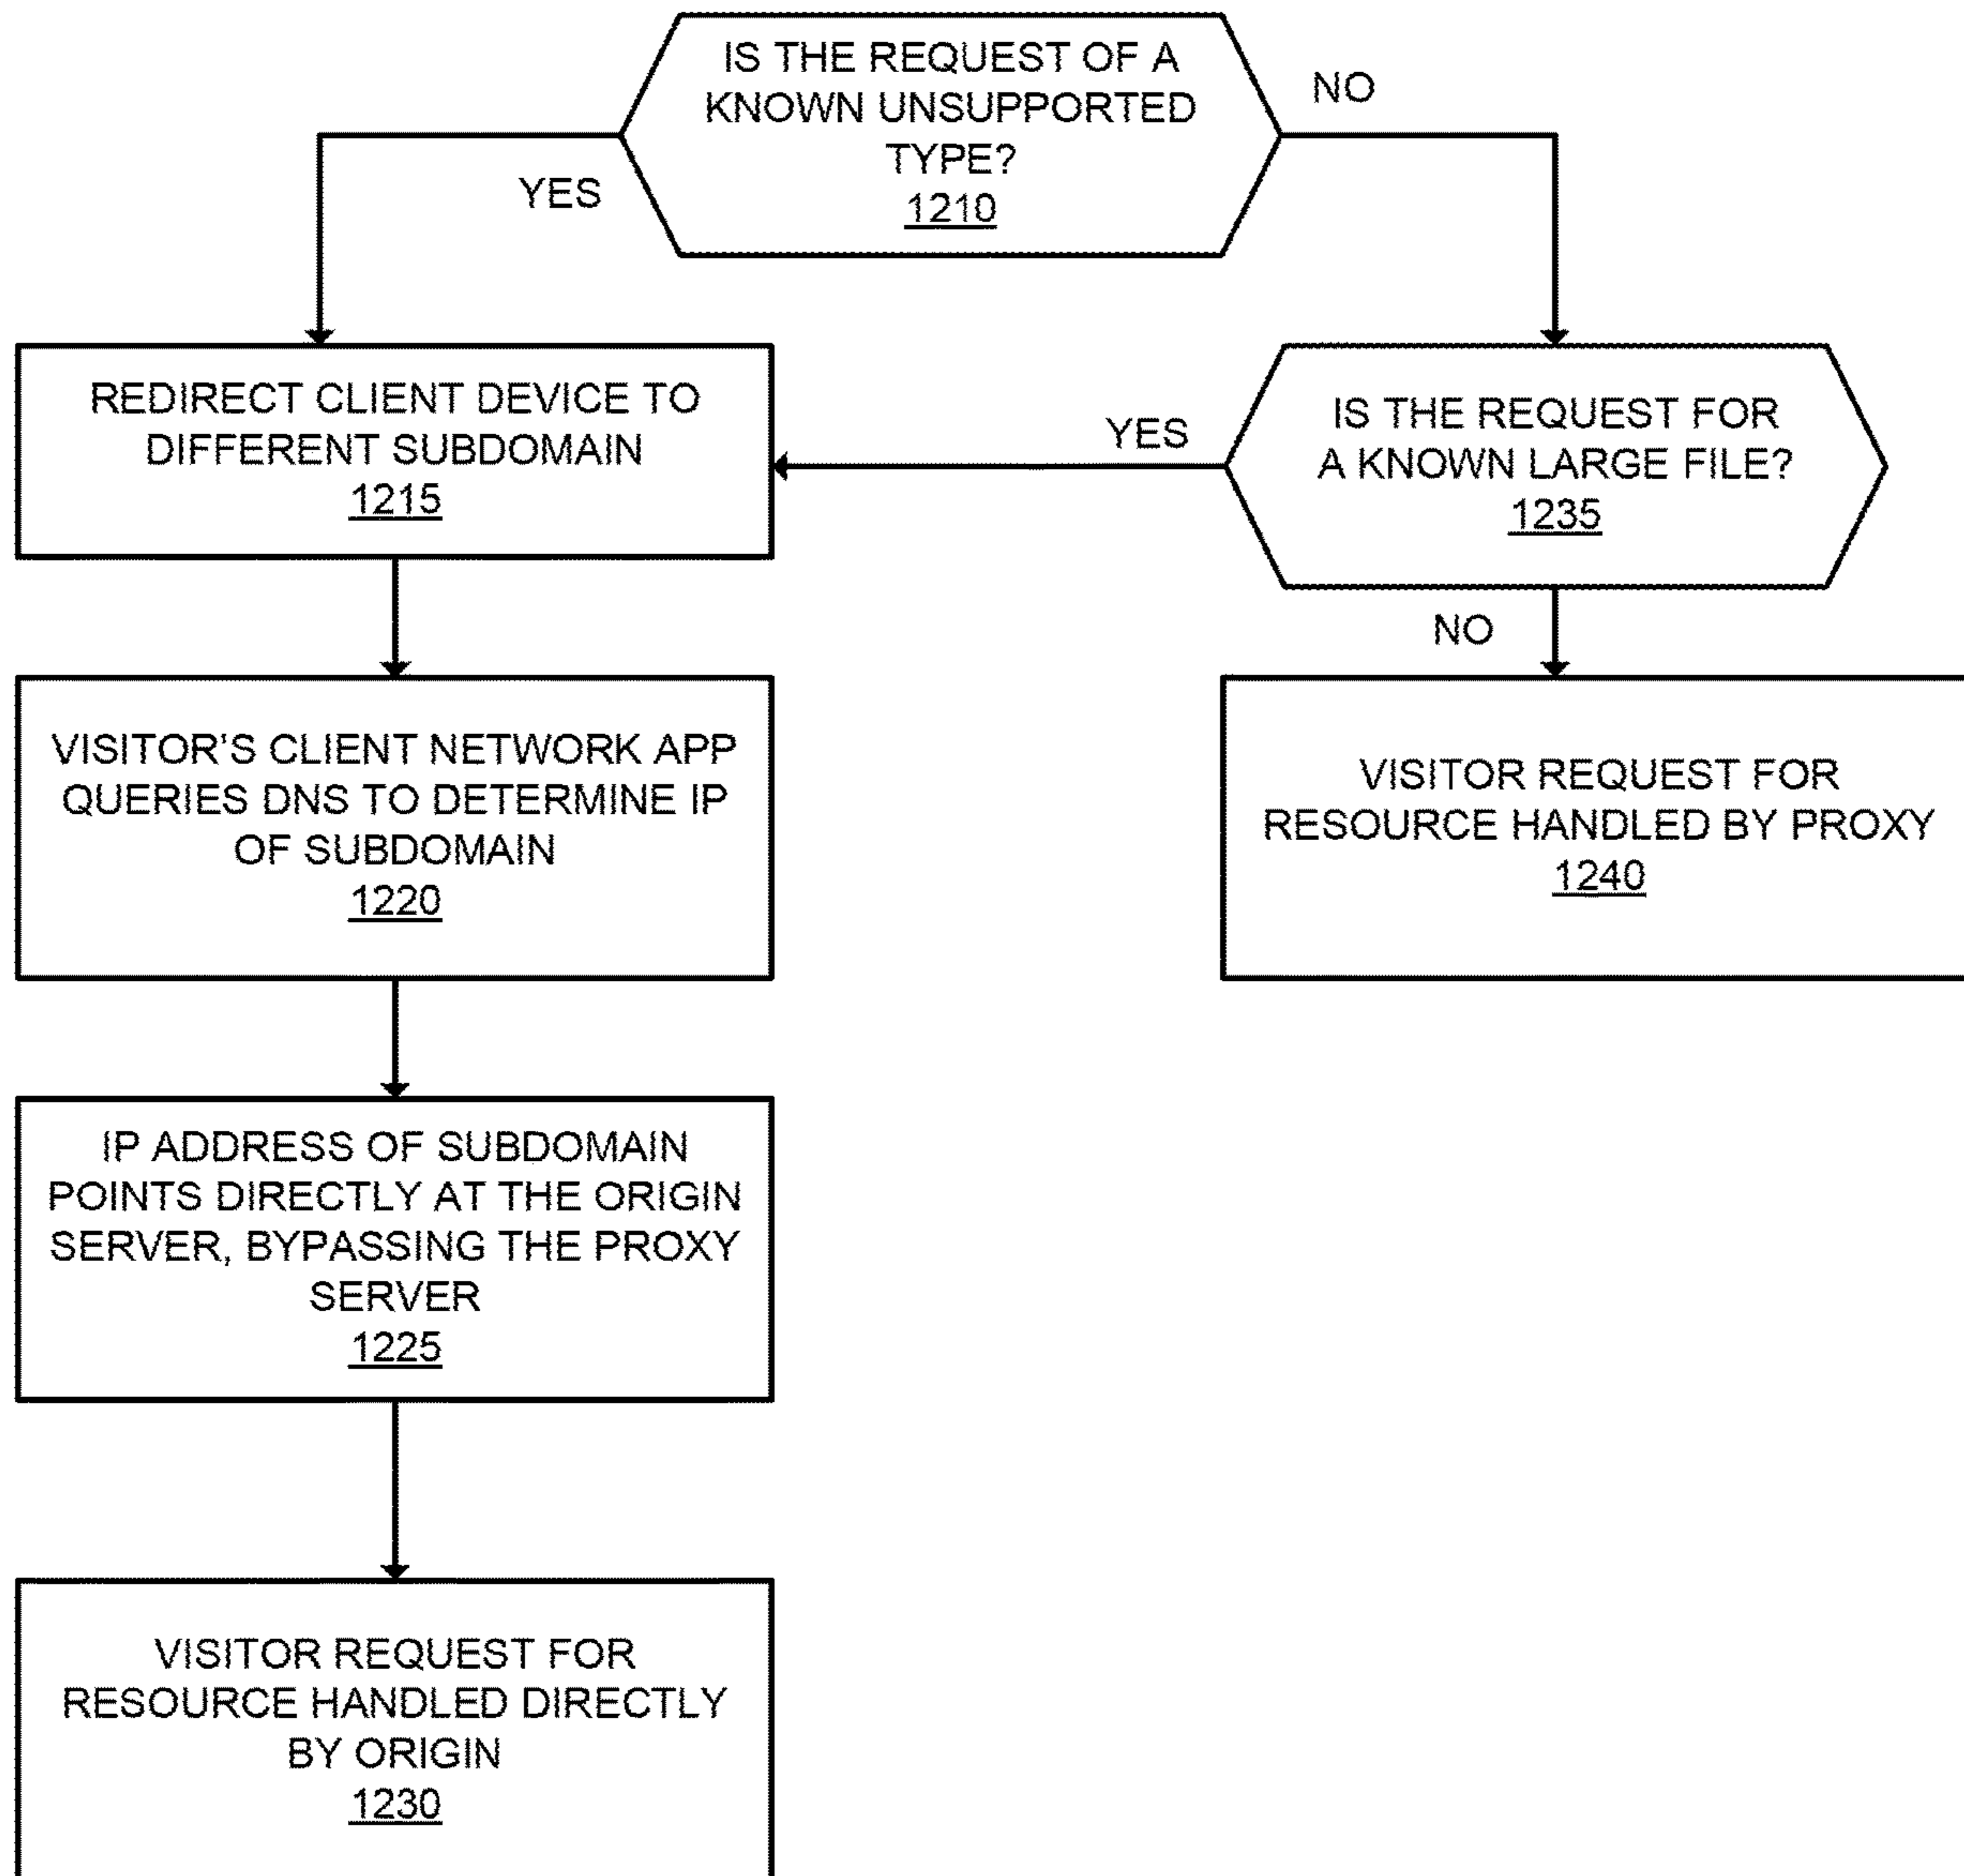 IS THE REQUEST OF A
KNOWN UNSUPPORTED
TYPE?
1210
NO
YES
REDIRECT CLIENT DEVICE TO
DIFFERENT SUBDOMAIN
1215
YES
IS THE REQUEST FOR
A KNOWN LARGE FILE?
1235
NO
VISITOR'S CLIENT NETWORK APP
QUERIES DNS TO DETERMINE IP
OF SUBDOMAIN
1220
VISITOR REQUEST FOR
RESOURCE HANDLED BY PROXY
1240
IP ADDRESS OF SUBDOMAIN
POINTS DIRECTLY AT THE ORIGIN
SERVER, BYPASSING THE PROXY
SERVER
1225
VISITOR REQUEST FOR
RESOURCE HANDLED DIRECTLY
BY ORIGIN
1230